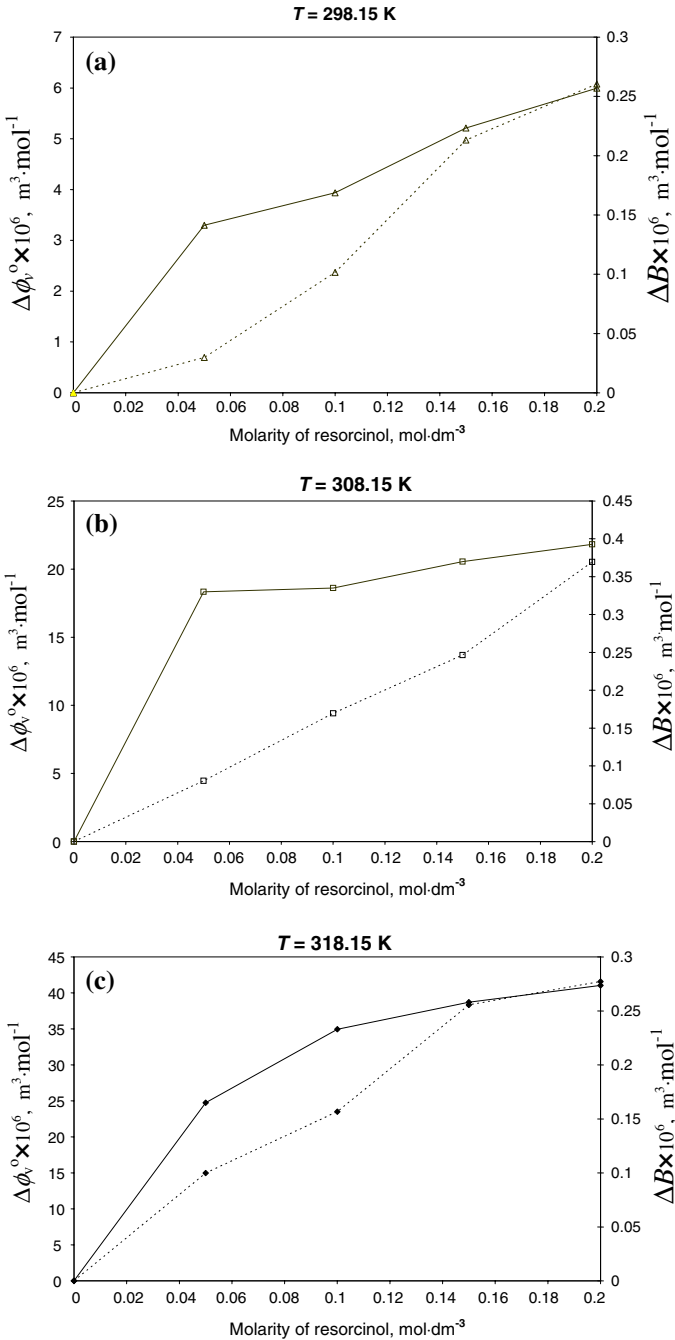 T = 298.15 K
(a)
7
6
5
4
3
2
1
0
0.3
0.25
0.2
0.15
0.1
0.05
0
Δϕᵥ° ×10⁶, m³·mol⁻¹
ΔB×10⁶, m³·mol⁻¹
0 0.02 0.04 0.06 0.08 0.1 0.12 0.14 0.16 0.18 0.2
Molarity of resorcinol, mol·dm⁻³
T = 308.15 K
(b)
25
20
15
10
5
0
0.45
0.4
0.35
0.3
0.25
0.2
0.15
0.1
0.05
0
Δϕᵥ° ×10⁶, m³·mol⁻¹
ΔB×10⁶, m³·mol⁻¹
0 0.02 0.04 0.06 0.08 0.1 0.12 0.14 0.16 0.18 0.2
Molarity of resorcinol, mol·dm⁻³
T = 318.15 K
(c)
45
40
35
30
25
20
15
10
5
0
0.3
0.25
0.2
0.15
0.1
0.05
0
Δϕᵥ° ×10⁶, m³·mol⁻¹
ΔB×10⁶, m³·mol⁻¹
0 0.02 0.04 0.06 0.08 0.1 0.12 0.14 0.16 0.18 0.2
Molarity of resorcinol, mol·dm⁻³